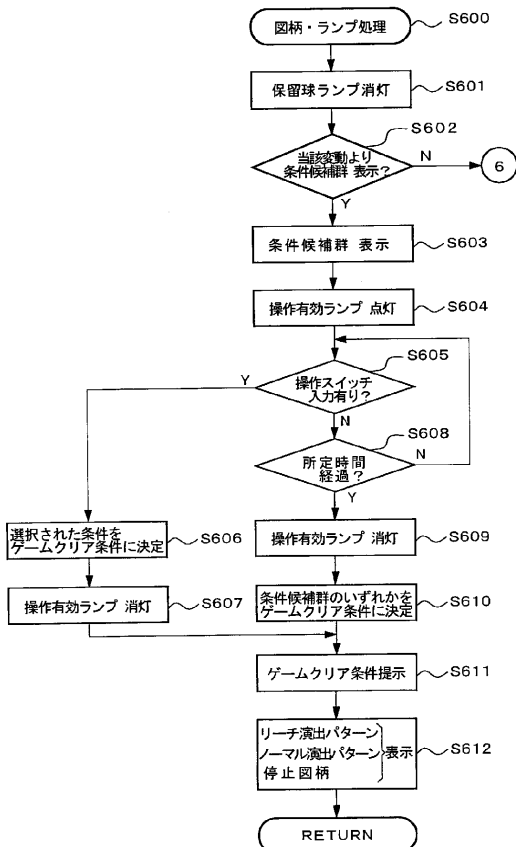 図柄・ランプ処理
S600
保留球ランプ消灯
S601
S602
当該変動より
条件候補群 表示？
N
6
Y
条件候補群 表示
S603
操作有効ランプ 点灯
S604
S605
Y
操作スイッチ
入力有り？
N
S608
所定時間
経過？
N
Y
選択された条件を
ゲームクリア条件に決定
S606
操作有効ランプ 消灯
S607
操作有効ランプ 消灯
S609
条件候補群のいずれかを
ゲームクリア条件に決定
S610
ゲームクリア条件提示
S611
リーチ演出パターン
ノーマル演出パターン
停止図柄
表示
S612
RETURN